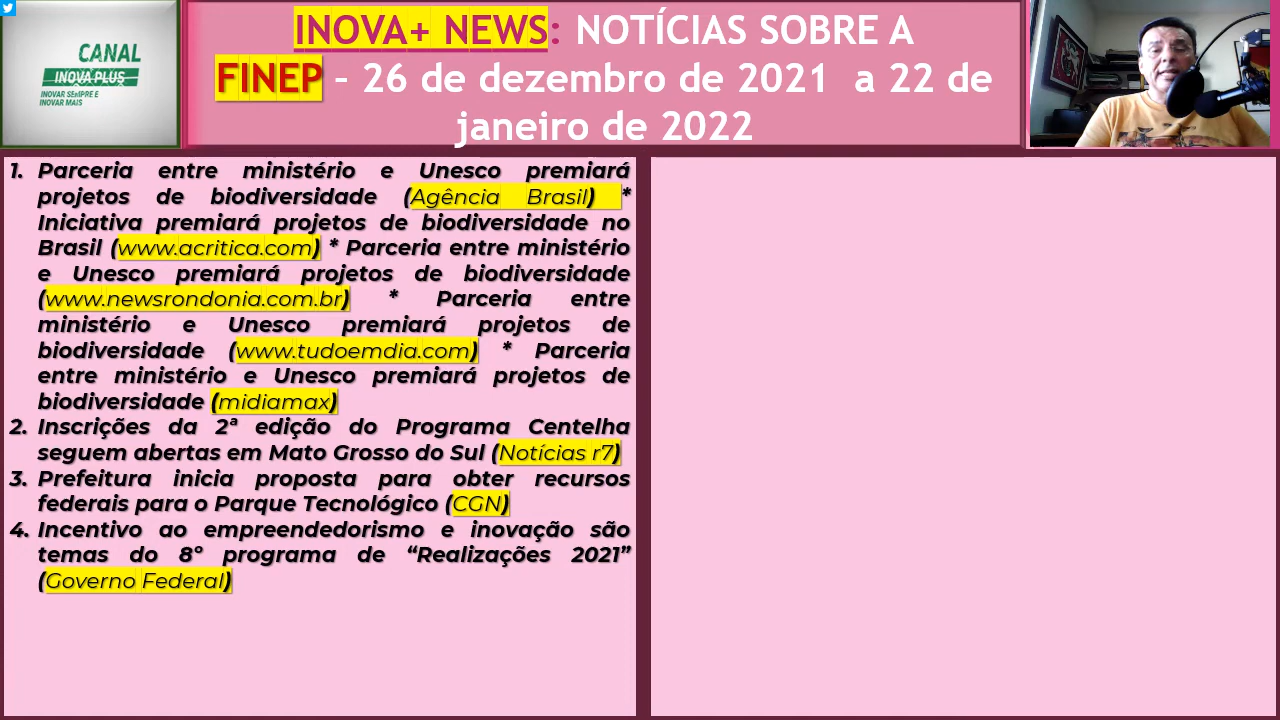 CANAL
INOVA PLUS
INOVAR SEMPRE E
INOVAR MAIS
INOVA+ NEWS: NOTÍCIAS SOBRE A
FINEP – 26 de dezembro de 2021 a 22 de
janeiro de 2022
1. Parceria entre ministério e Unesco premiará
projetos de biodiversidade (Agência Brasil) *
Iniciativa premiará projetos de biodiversidade no
Brasil (www.acritica.com) * Parceria entre ministério
e Unesco premiará projetos de biodiversidade
(www.newsrondonia.com.br) * Parceria entre
ministério e Unesco premiará projetos de
biodiversidade (www.tudoemdia.com) * Parceria
entre ministério e Unesco premiará projetos de
biodiversidade (midiamax)
2. Inscrições da 2ª edição do Programa Centelha
seguem abertas em Mato Grosso do Sul (Notícias r7)
3. Prefeitura inicia proposta para obter recursos
federais para o Parque Tecnológico (CGN)
4. Incentivo ao empreendedorismo e inovação são
temas do 8º programa de “Realizações 2021”
(Governo Federal)